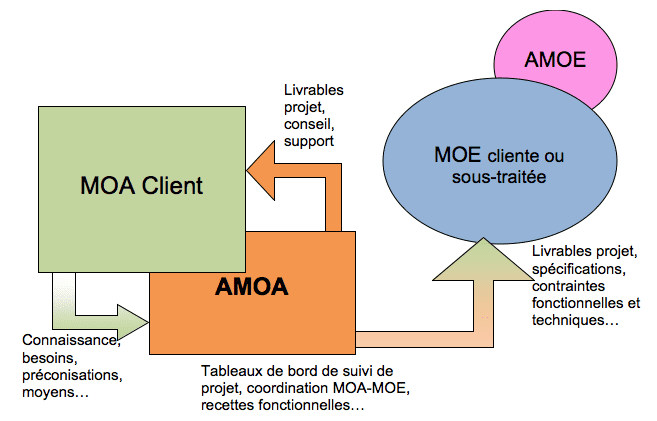 AMOE
Livrables
projet,
conseil,
support
MOE cliente ou
sous-traitée
MOA Client
AMOA
Livrables projet,
spécifications,
contraintes
fonctionnelles et
techniques…
Connaissance,
besoins,
préconisations,
moyens…
Tableaux de bord de suivi de
projet, coordination MOA-MOE,
recettes fonctionnelles…